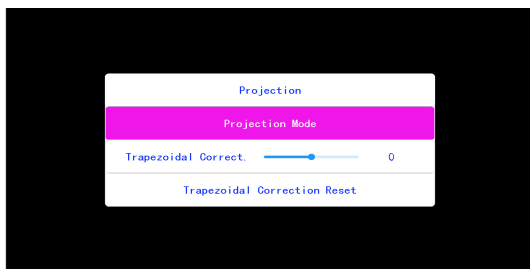 Projection
Projection Mode
Trapezoidal Correct. 0
Trapezoidal Correction Reset